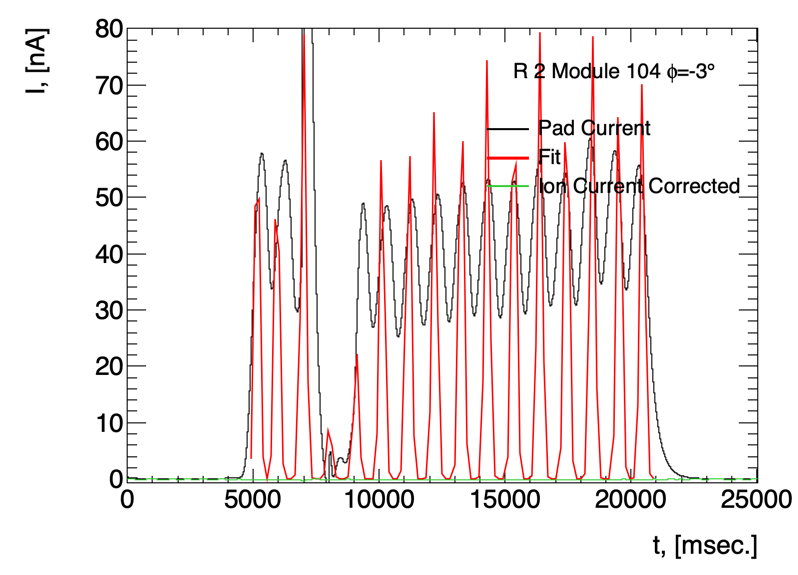 I, [nA]
80
70
60
50
40
30
20
10
0
R 2 Module 104 ϕ=-3°
Pad Current
Fit
Ion Current Corrected
0 5000 10000 15000 20000 25000
t, [msec.]